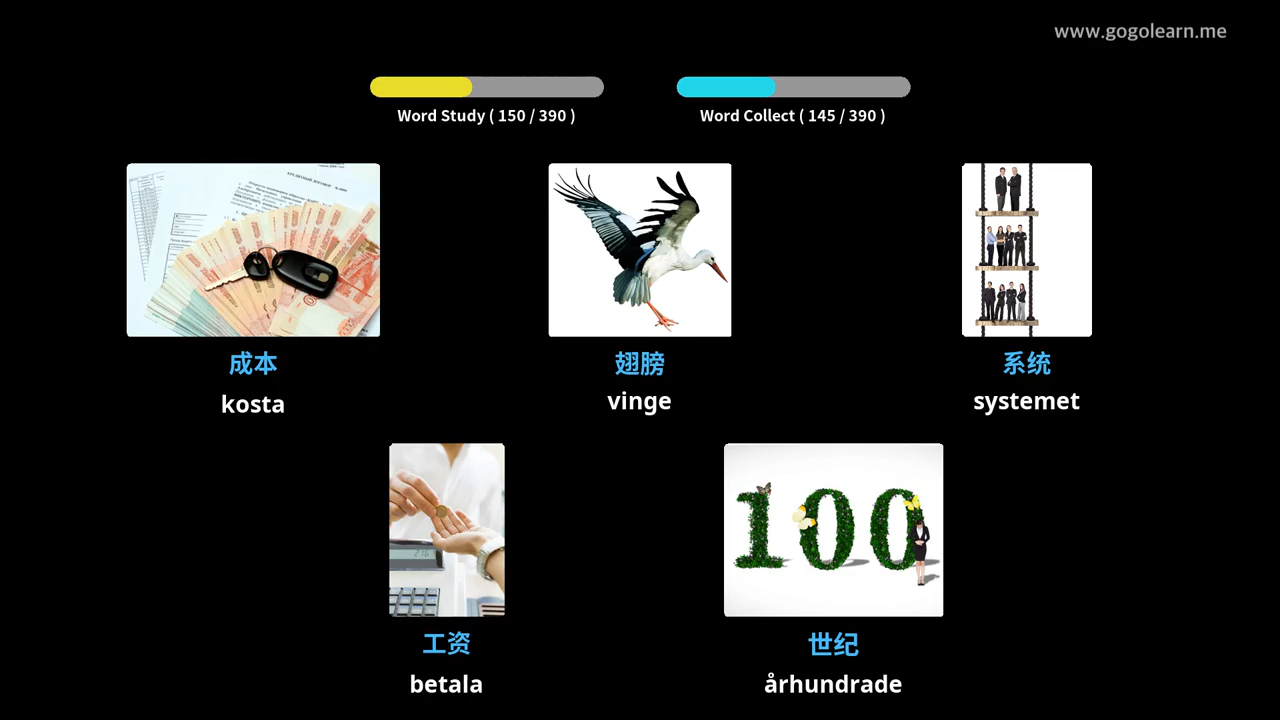 www.gogolearn.me
Word Study ( 150 / 390 )
Word Collect ( 145 / 390 )
成本
kosta
翅膀
vinge
系统
systemet
工资
betala
世纪
århundrade
100